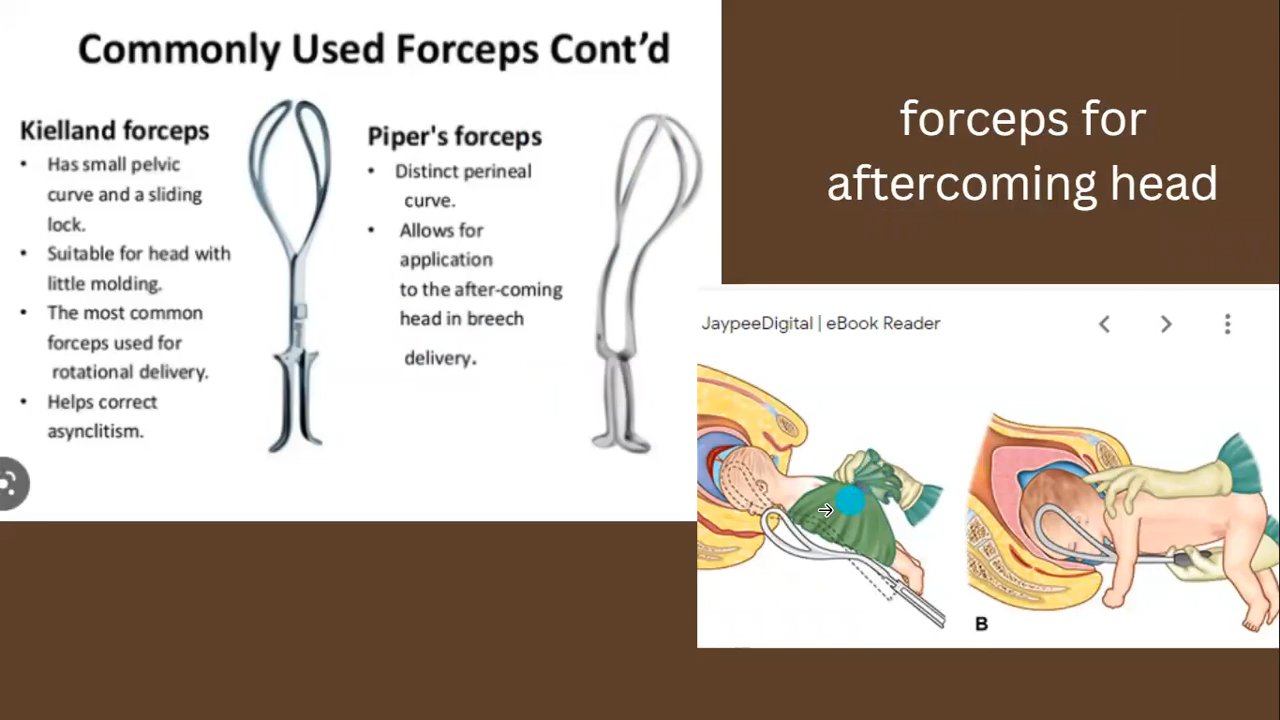 Commonly Used Forceps Cont’d
Kielland forceps
• Has small pelvic
curve and a sliding
lock.
• Suitable for head with
little molding.
• The most common
forceps used for
rotational delivery.
• Helps correct
asynclitism.
Piper's forceps
• Distinct perineal
curve.
• Allows for
application
to the after-coming
head in breech
delivery.
forceps for
aftercoming head
JaypeeDigital | eBook Reader
B